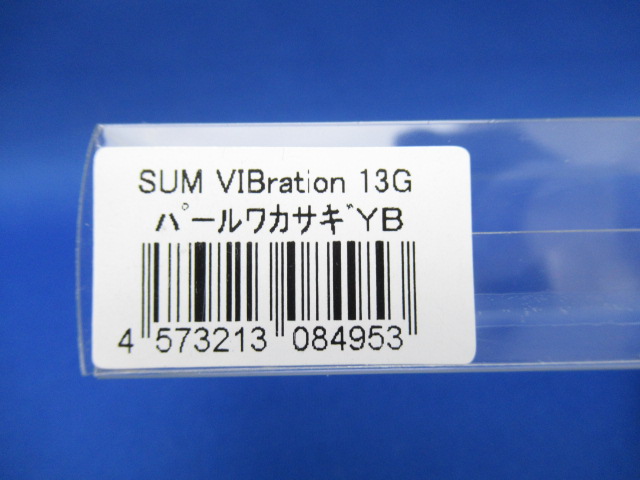 SUM VIBration 13G
ﾊﾟｰﾙﾜｶｻｷﾞYB
4 573213 084953